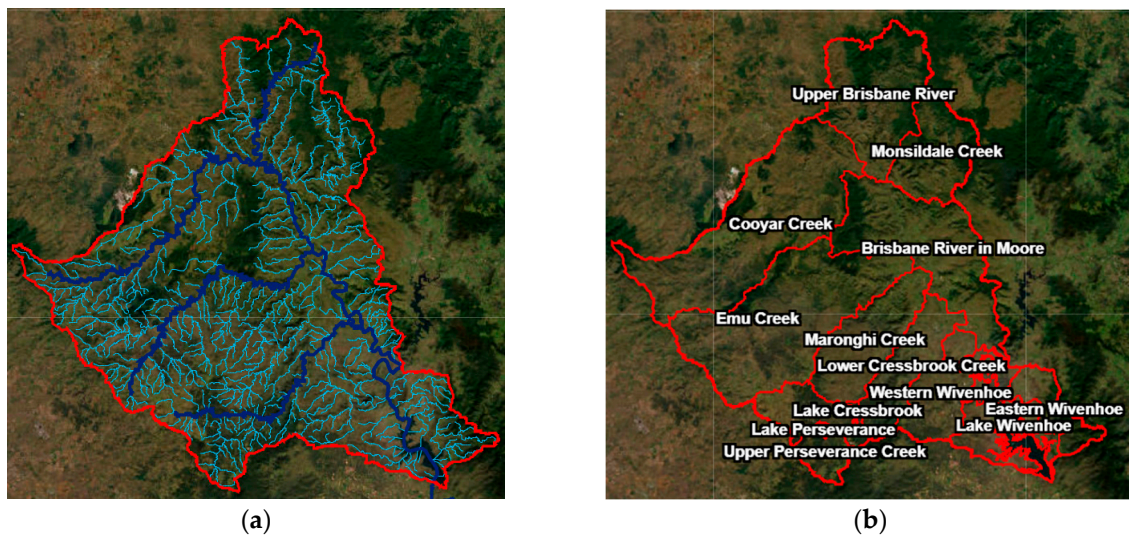 Upper Brisbane River
Monsildale Creek
Cooyar Creek
Brisbane River in Moore
Emu Creek
Maronghi Creek
Lower Cressbrook Creek
Western Wivenhoe
Lake Cressbrook
Eastern Wivenhoe
Lake Perseverance
Lake Wivenhoe
Upper Perseverance Creek
(a)
(b)